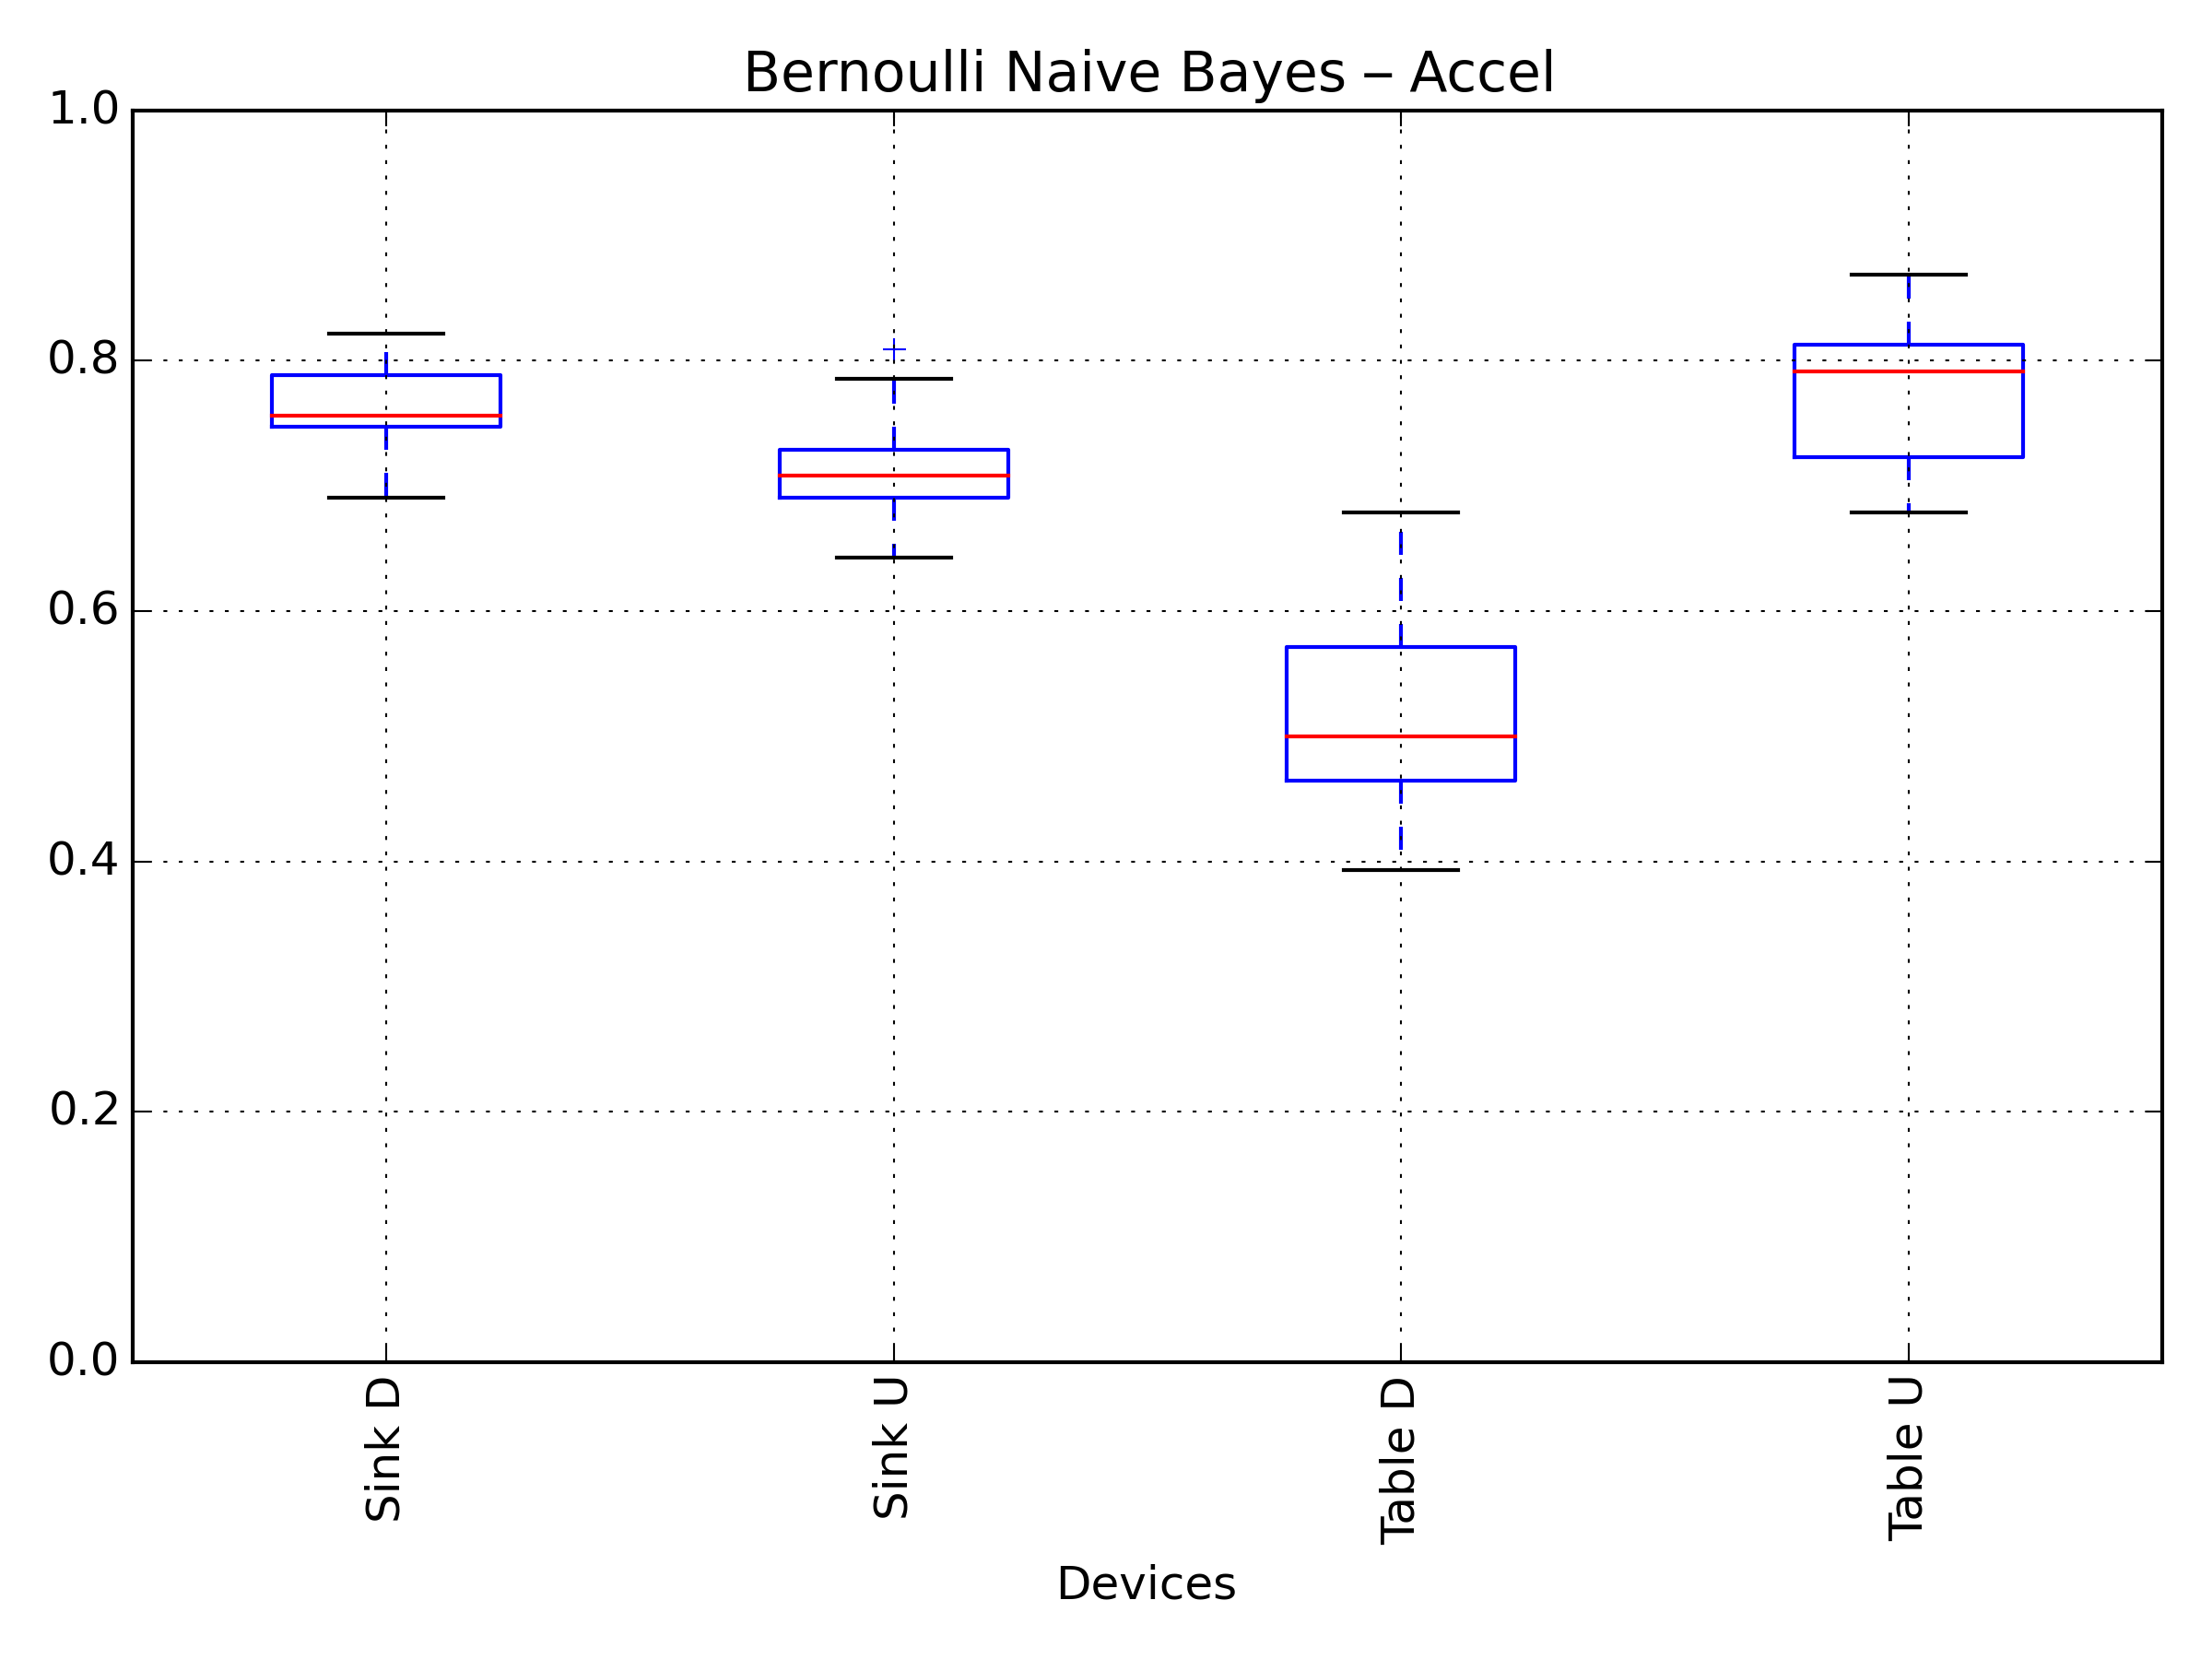 Bernoulli Naive Bayes – Accel
1.0
0.8
0.6
0.4
0.2
0.0
Sink D
Sink U
Table D
Table U
Devices